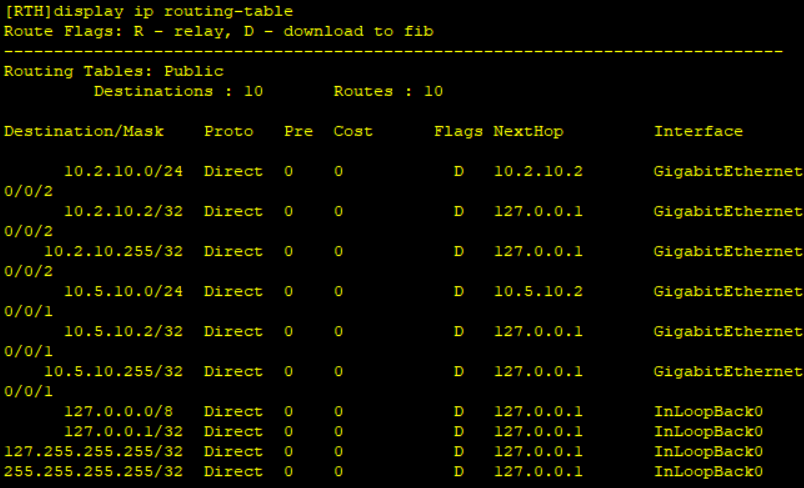 [RTH]display ip routing-table
Route Flags: R - relay, D - download to fib
------------------------------------------------------------------------------
Routing Tables: Public
         Destinations : 10       Routes : 10

Destination/Mask    Proto   Pre  Cost      Flags NextHop         Interface

      10.2.10.0/24  Direct  0    0           D   10.2.10.2       GigabitEthernet
0/0/2
      10.2.10.2/32  Direct  0    0           D   127.0.0.1       GigabitEthernet
0/0/2
    10.2.10.255/32  Direct  0    0           D   127.0.0.1       GigabitEthernet
0/0/2
      10.5.10.0/24  Direct  0    0           D   10.5.10.2       GigabitEthernet
0/0/1
      10.5.10.2/32  Direct  0    0           D   127.0.0.1       GigabitEthernet
0/0/1
    10.5.10.255/32  Direct  0    0           D   127.0.0.1       GigabitEthernet
0/0/1
      127.0.0.0/8   Direct  0    0           D   127.0.0.1       InLoopBack0
      127.0.0.1/32  Direct  0    0           D   127.0.0.1       InLoopBack0
127.255.255.255/32  Direct  0    0           D   127.0.0.1       InLoopBack0
255.255.255.255/32  Direct  0    0           D   127.0.0.1       InLoopBack0